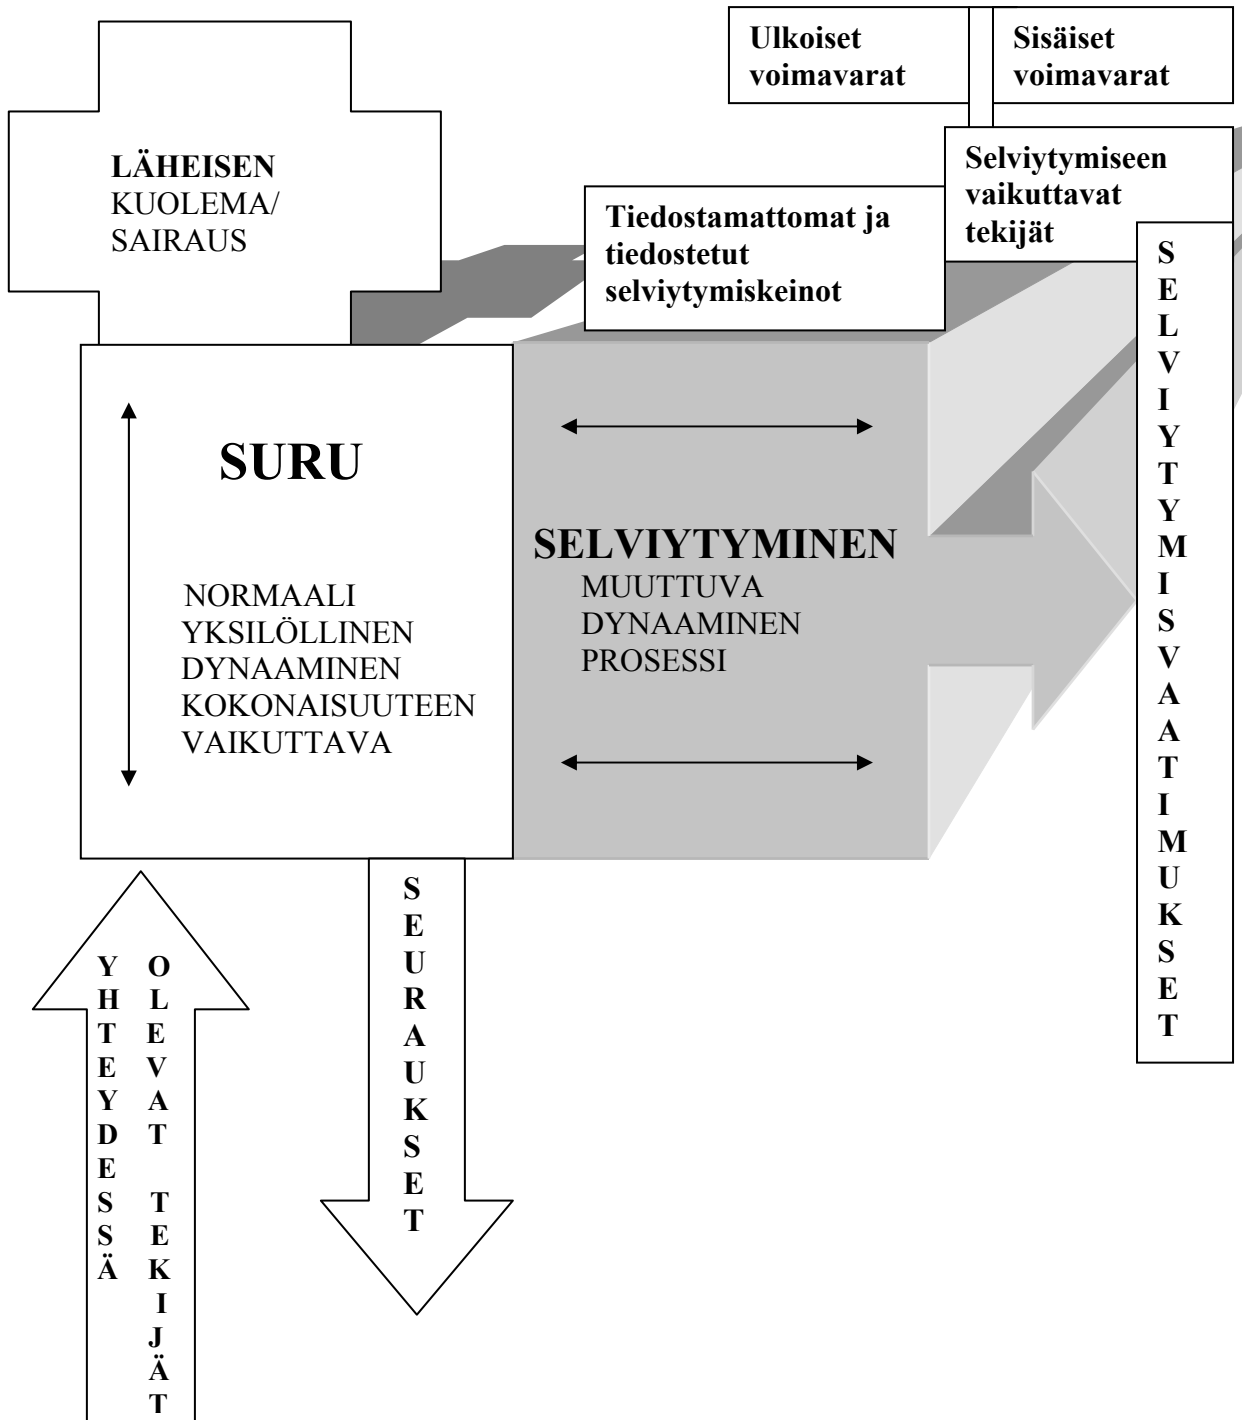 Ulkoiset
voimavarat
Sisäiset
voimavarat
LÄHEISEN
KUOLEMA/
SAIRAUS
Tiedostamattomat ja
tiedostetut
selviytymiskeinot
Selviytymiseen
vaikuttavat
tekijät
SURU
NORMAALI
YKSILÖLLINEN
DYNAAMINEN
KOKONAISUUTEEN
VAIKUTTAVA
SELVIYTYMINEN
MUUTTUVA
DYNAAMINEN
PROSESSI
SELVIYTYMISVAATIMUKSET
YHTEYDESSÄ
OLEVAT TEKIJÄT
SEURAUKSET